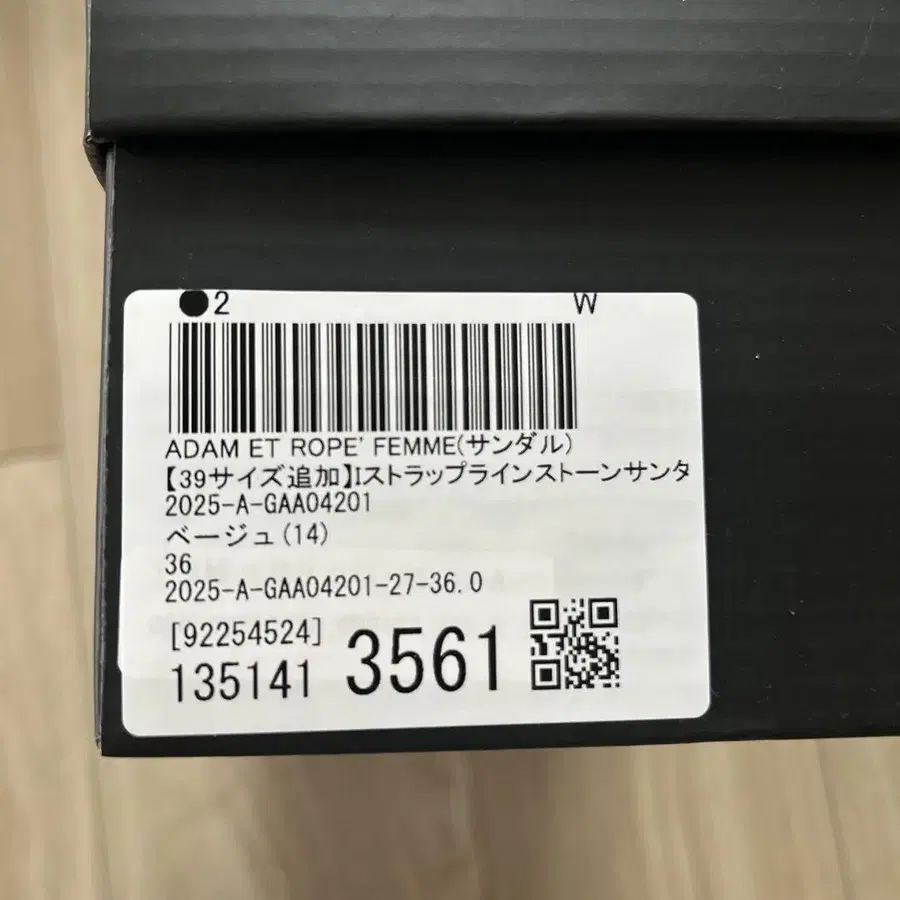 ●2 W
ADAM ET ROPE' FEMME(サンダル)
【39サイズ追加】Iストラップラインストーンサンダ
2025-A-GAA04201
ベージュ(14)
36
2025-A-GAA04201-27-36.0
[92254524]
135141 3561